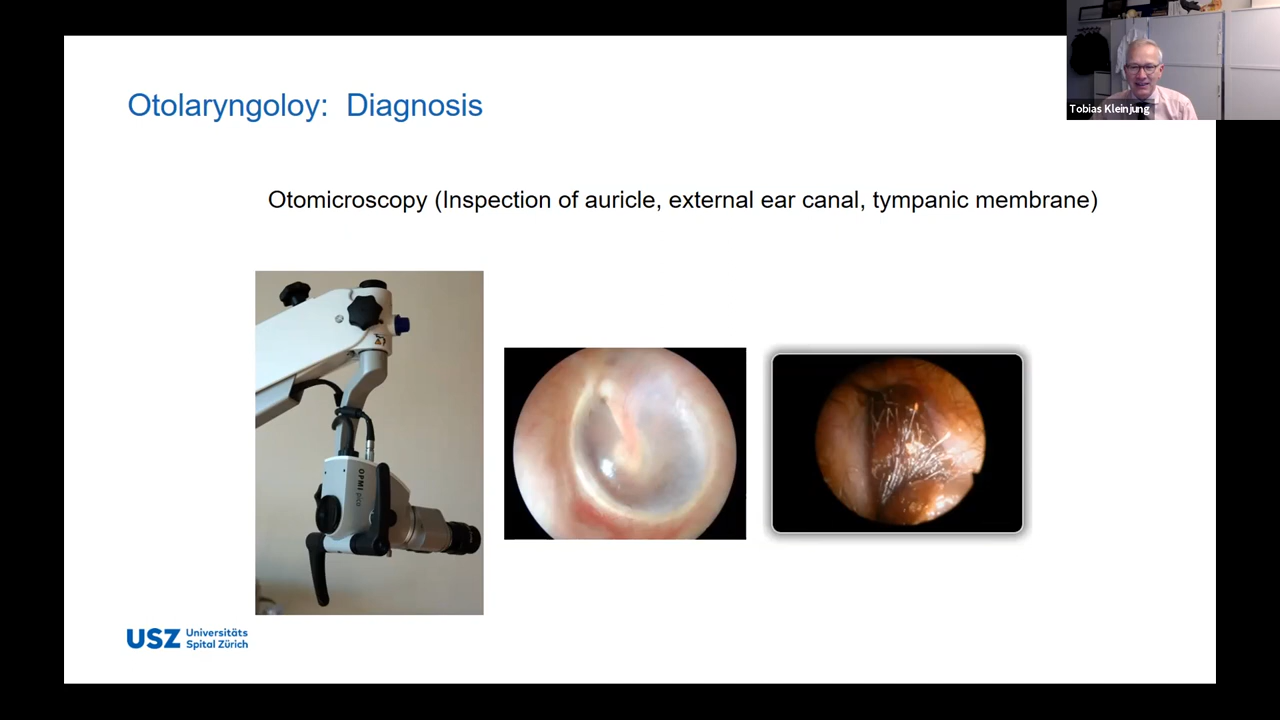 Otolaryngoloy: Diagnosis
Tobias Kleinjung
Otomicroscopy (Inspection of auricle, external ear canal, tympanic membrane)
OPMI pico
USZ Universitäts
Spital Zürich